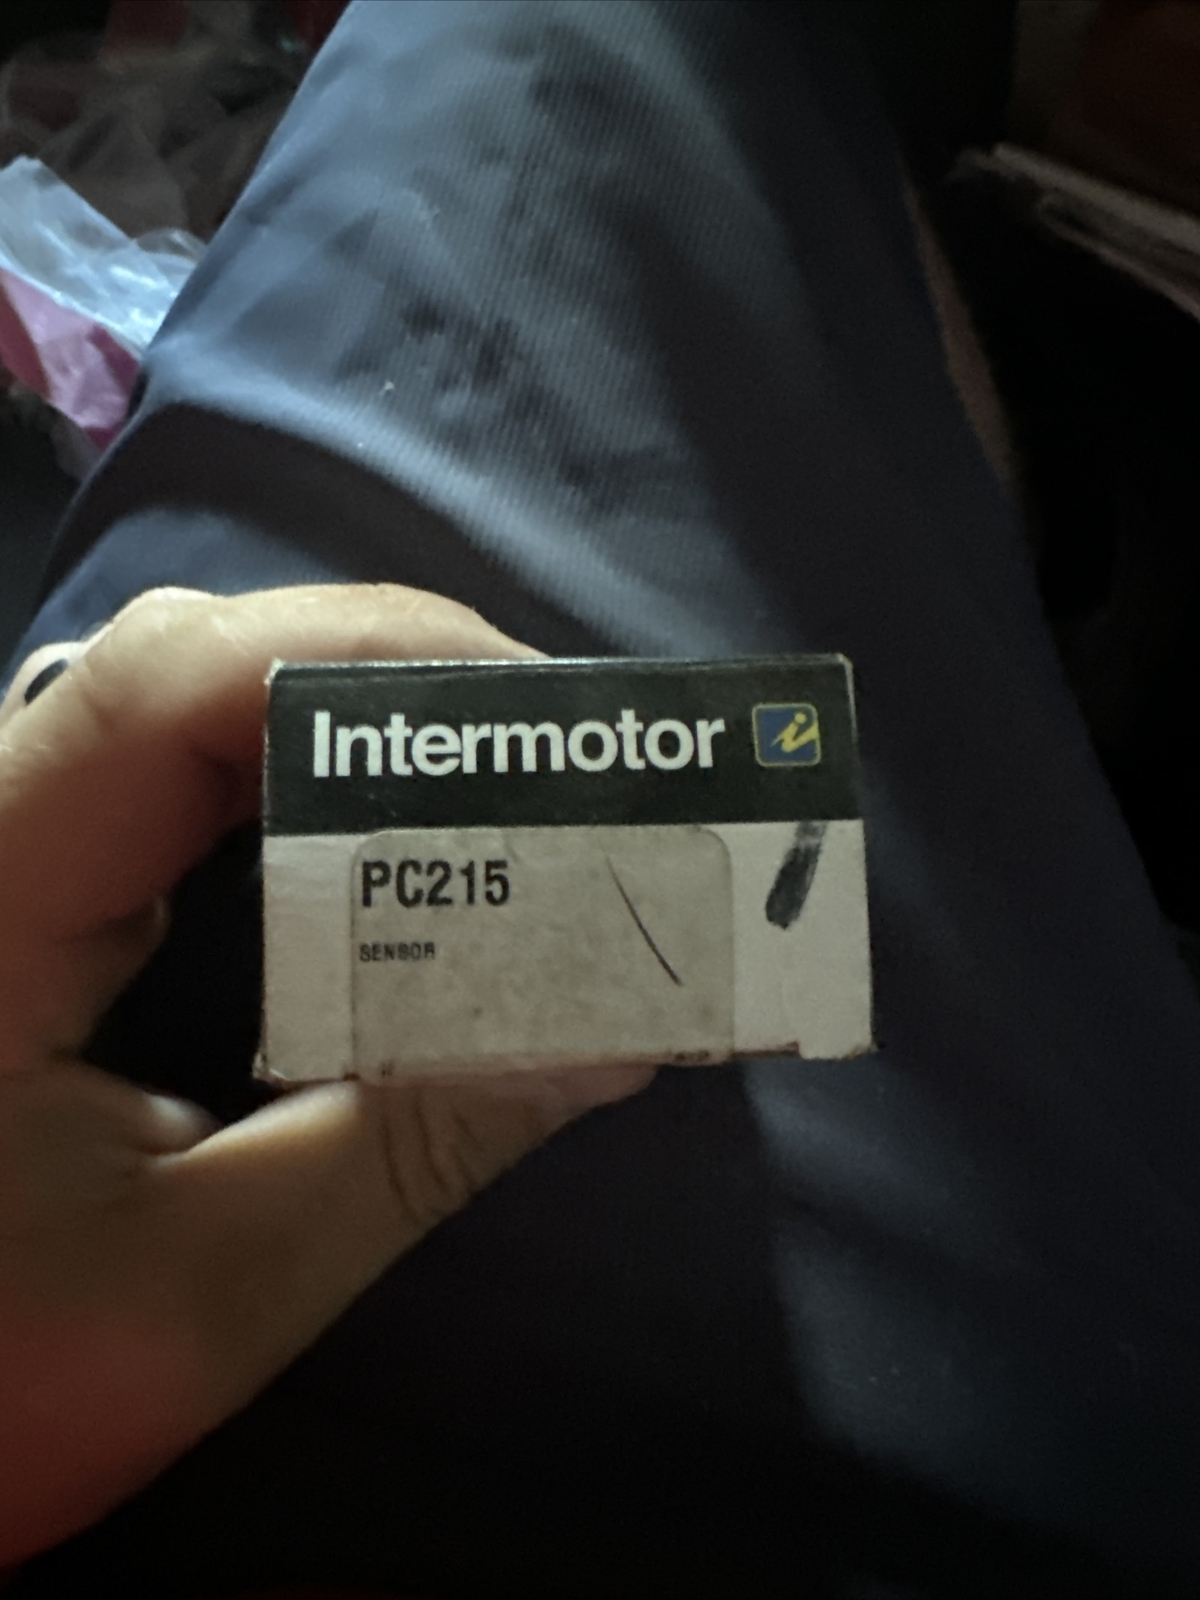 Intermotor i
PC215
SENSOR